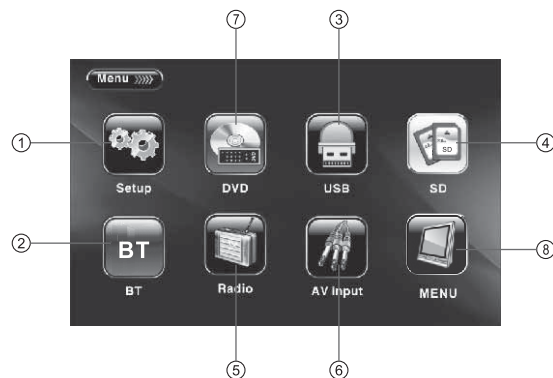 ⑦ ③
Menu »»»
① ④
SD
Setup DVD USB SD
② BT ⑧
BT Radio AV Input MENU
⑤ ⑥